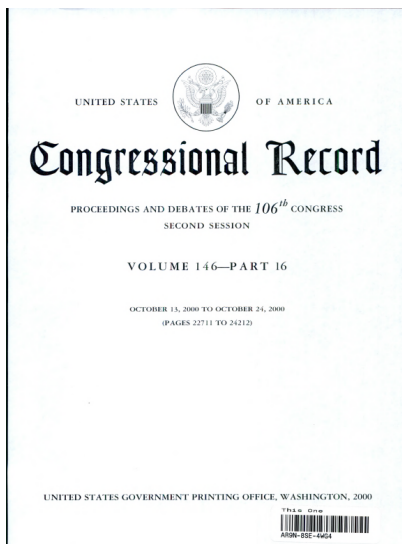 UNITED STATES OF AMERICA
Congressional Record
PROCEEDINGS AND DEBATES OF THE 106th CONGRESS
SECOND SESSION
VOLUME 146—PART 16
OCTOBER 13, 2000 TO OCTOBER 24, 2000
(PAGES 22711 TO 24212)
UNITED STATES GOVERNMENT PRINTING OFFICE, WASHINGTON, 2000
This One
AR9N-8SE-4WG4